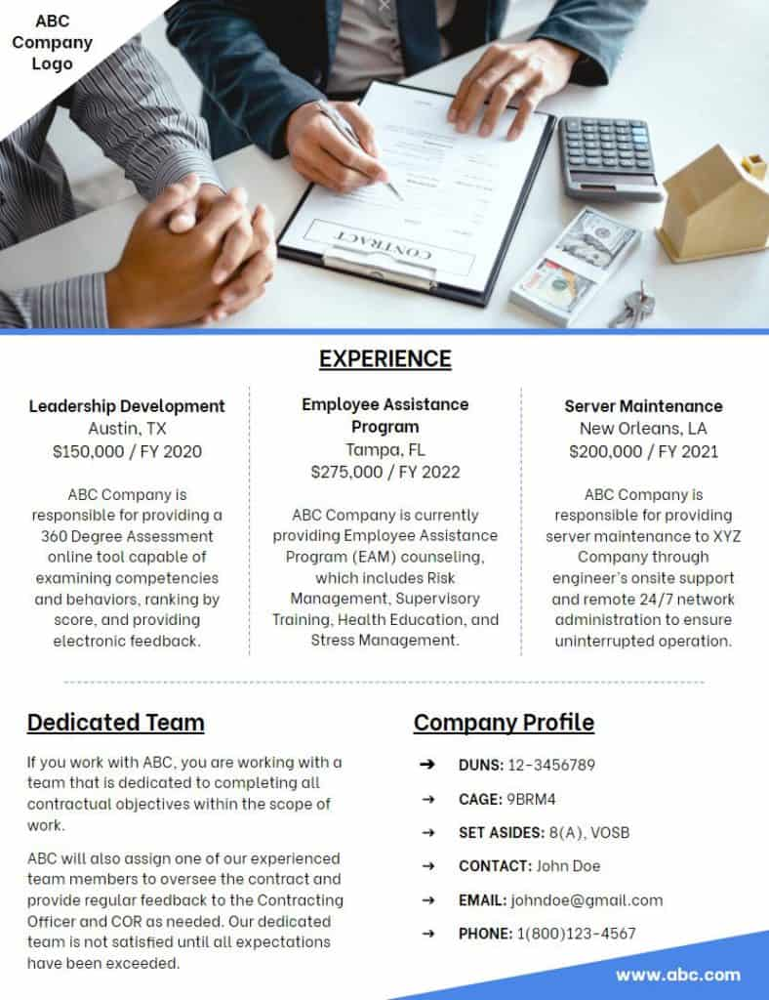 ABC
Company
Logo
CONTRACT
EXPERIENCE
Leadership Development
Austin, TX
$150,000 / FY 2020
ABC Company is
responsible for providing a
360 Degree Assessment
online tool capable of
examining competencies
and behaviors, ranking by
score, and providing
electronic feedback.
Employee Assistance
Program
Tampa, FL
$275,000 / FY 2022
ABC Company is currently
providing Employee Assistance
Program (EAM) counseling,
which includes Risk
Management, Supervisory
Training, Health Education, and
Stress Management.
Server Maintenance
New Orleans, LA
$200,000 / FY 2021
ABC Company is
responsible for providing
server maintenance to XYZ
Company through
engineer's onsite support
and remote 24/7 network
administration to ensure
uninterrupted operation.
Dedicated Team
If you work with ABC, you are working with a
team that is dedicated to completing all
contractual objectives within the scope of
work.
ABC will also assign one of our experienced
team members to oversee the contract and
provide regular feedback to the Contracting
Officer and COR as needed. Our dedicated
team is not satisfied until all expectations
have been exceeded.
Company Profile
➔ DUNS: 12-3456789
➔ CAGE: 9BRM4
➔ SET ASIDES: 8(A), VOSB
➔ CONTACT: John Doe
➔ EMAIL: johndoe@gmail.com
➔ PHONE: 1(800)123-4567
www.abc.com